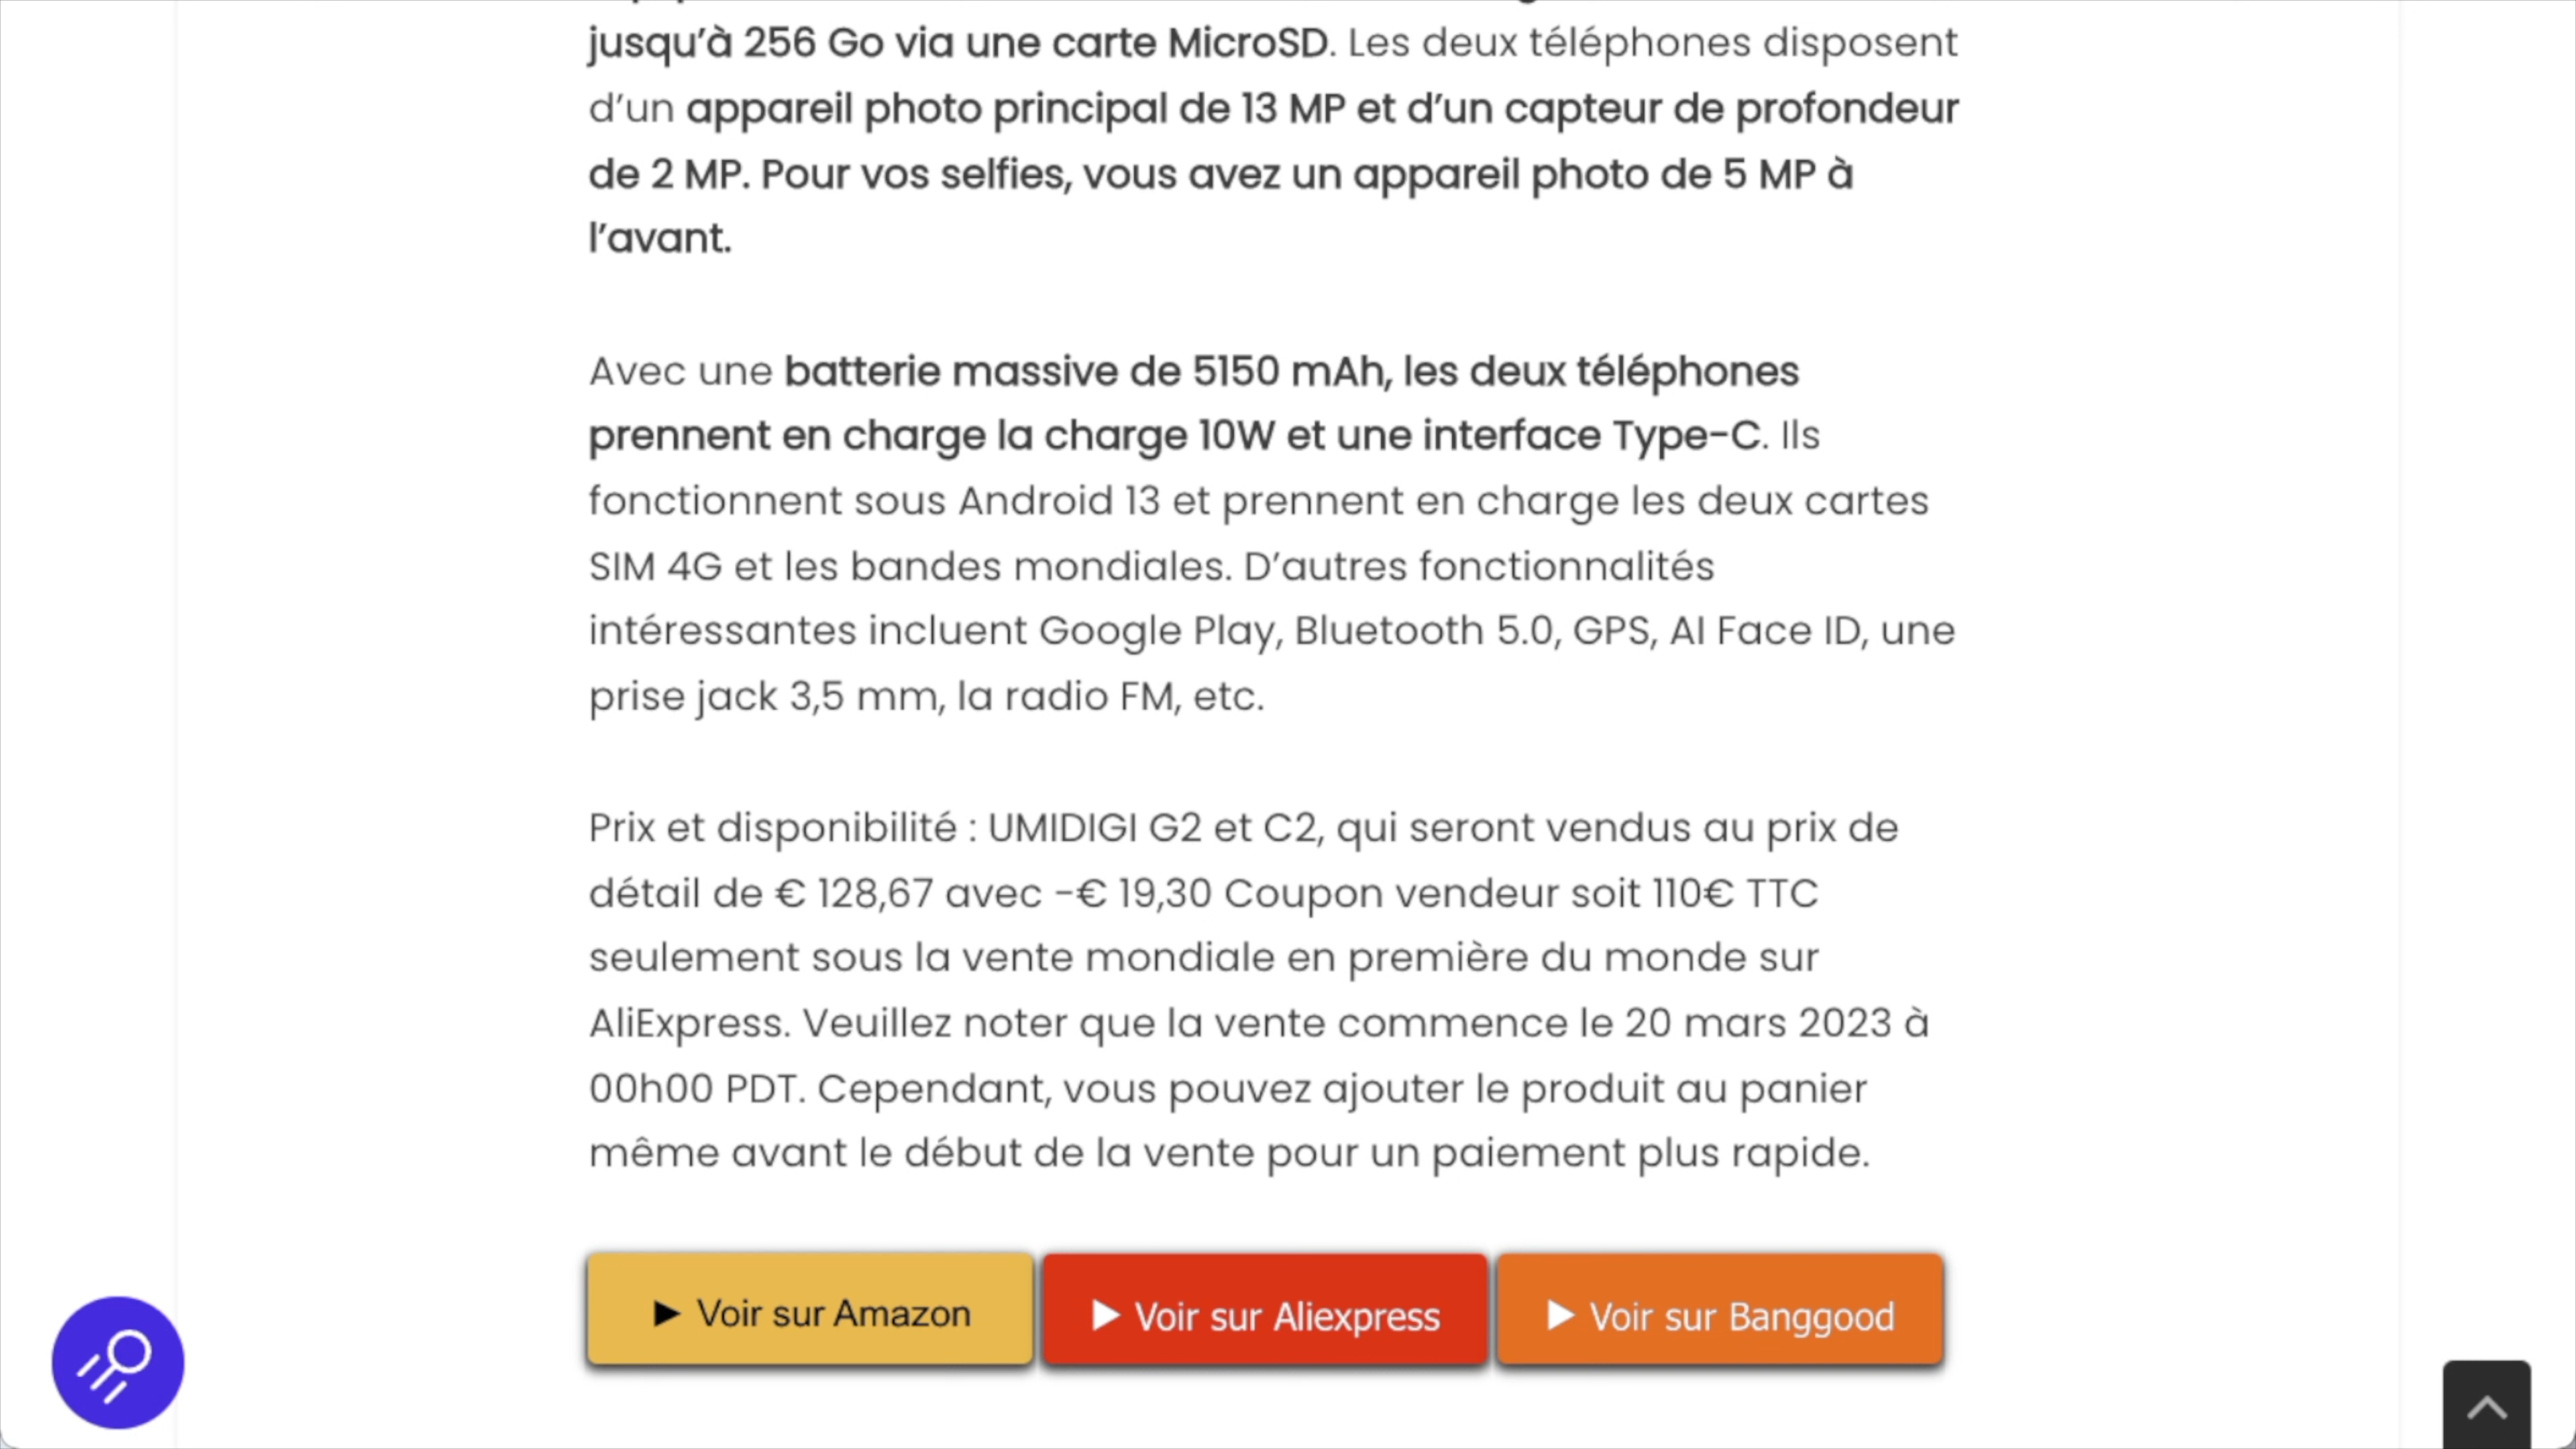 jusqu’à 256 Go via une carte MicroSD. Les deux téléphones disposent
d’un appareil photo principal de 13 MP et d’un capteur de profondeur
de 2 MP. Pour vos selfies, vous avez un appareil photo de 5 MP à
l’avant.
Avec une batterie massive de 5150 mAh, les deux téléphones
prennent en charge la charge 10W et une interface Type-C. Ils
fonctionnent sous Android 13 et prennent en charge les deux cartes
SIM 4G et les bandes mondiales. D’autres fonctionnalités
intéressantes incluent Google Play, Bluetooth 5.0, GPS, AI Face ID, une
prise jack 3,5 mm, la radio FM, etc.
Prix et disponibilité : UMIDIGI G2 et C2, qui seront vendus au prix de
détail de € 128,67 avec -€ 19,30 Coupon vendeur soit 110€ TTC
seulement sous la vente mondiale en première du monde sur
AliExpress. Veuillez noter que la vente commence le 20 mars 2023 à
00h00 PDT. Cependant, vous pouvez ajouter le produit au panier
même avant le début de la vente pour un paiement plus rapide.
► Voir sur Amazon ► Voir sur Aliexpress ► Voir sur Banggood